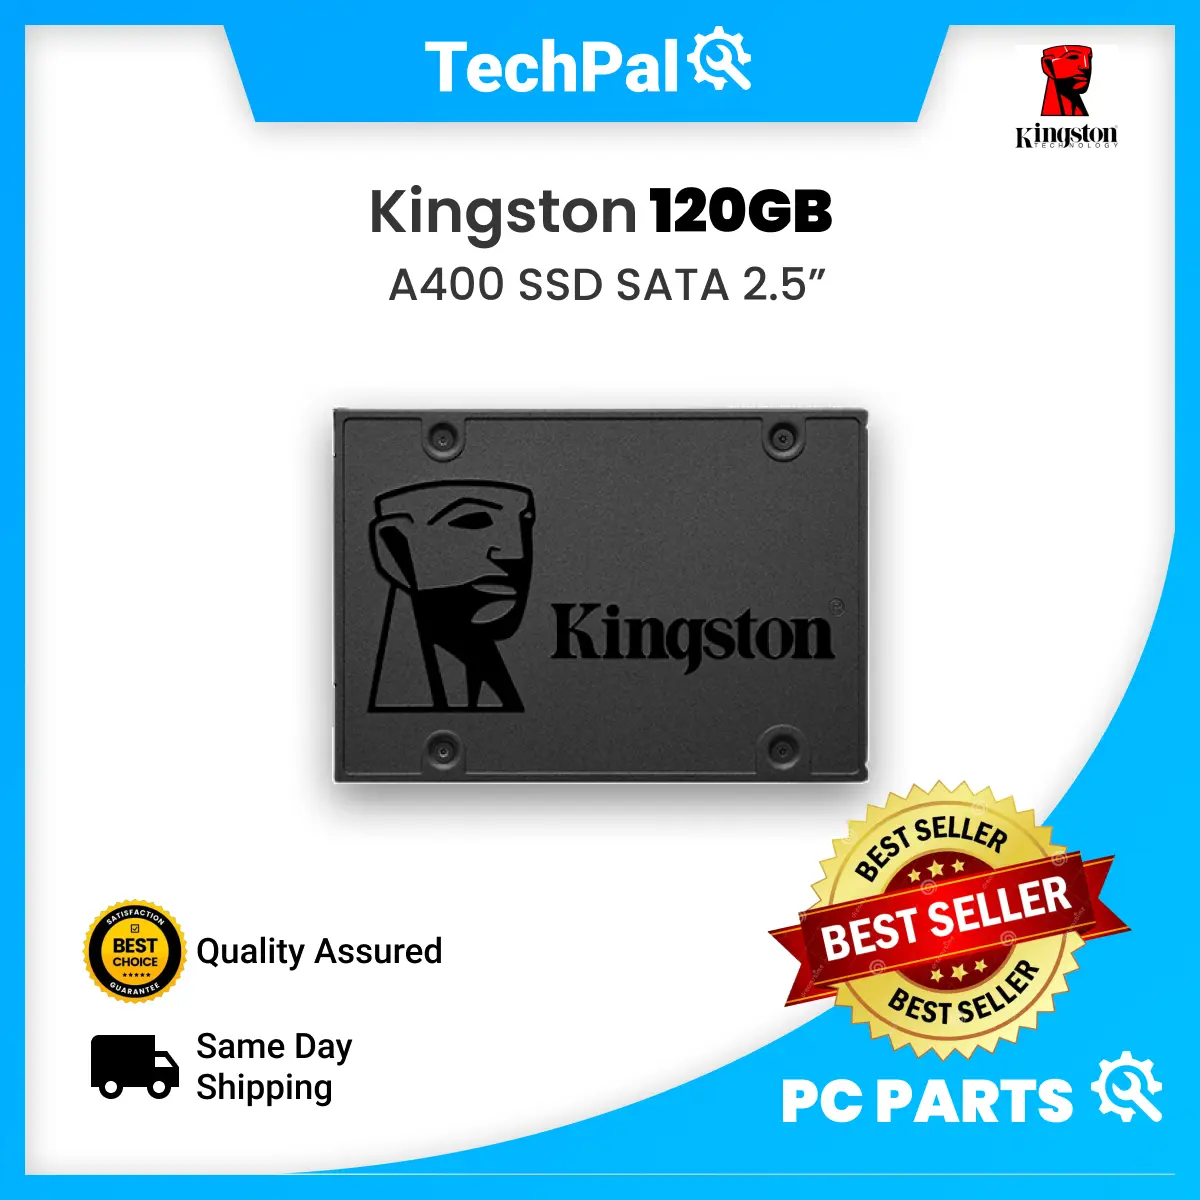 TechPal
Kingston
TECHNOLOGY
Kingston 120GB
A400 SSD SATA 2.5”
Kingston
®
SATISFACTION
BEST
CHOICE
GUARANTEE
Quality Assured
Same Day
Shipping
BEST SELLER
BEST SELLER
BEST SELLER
PC PARTS